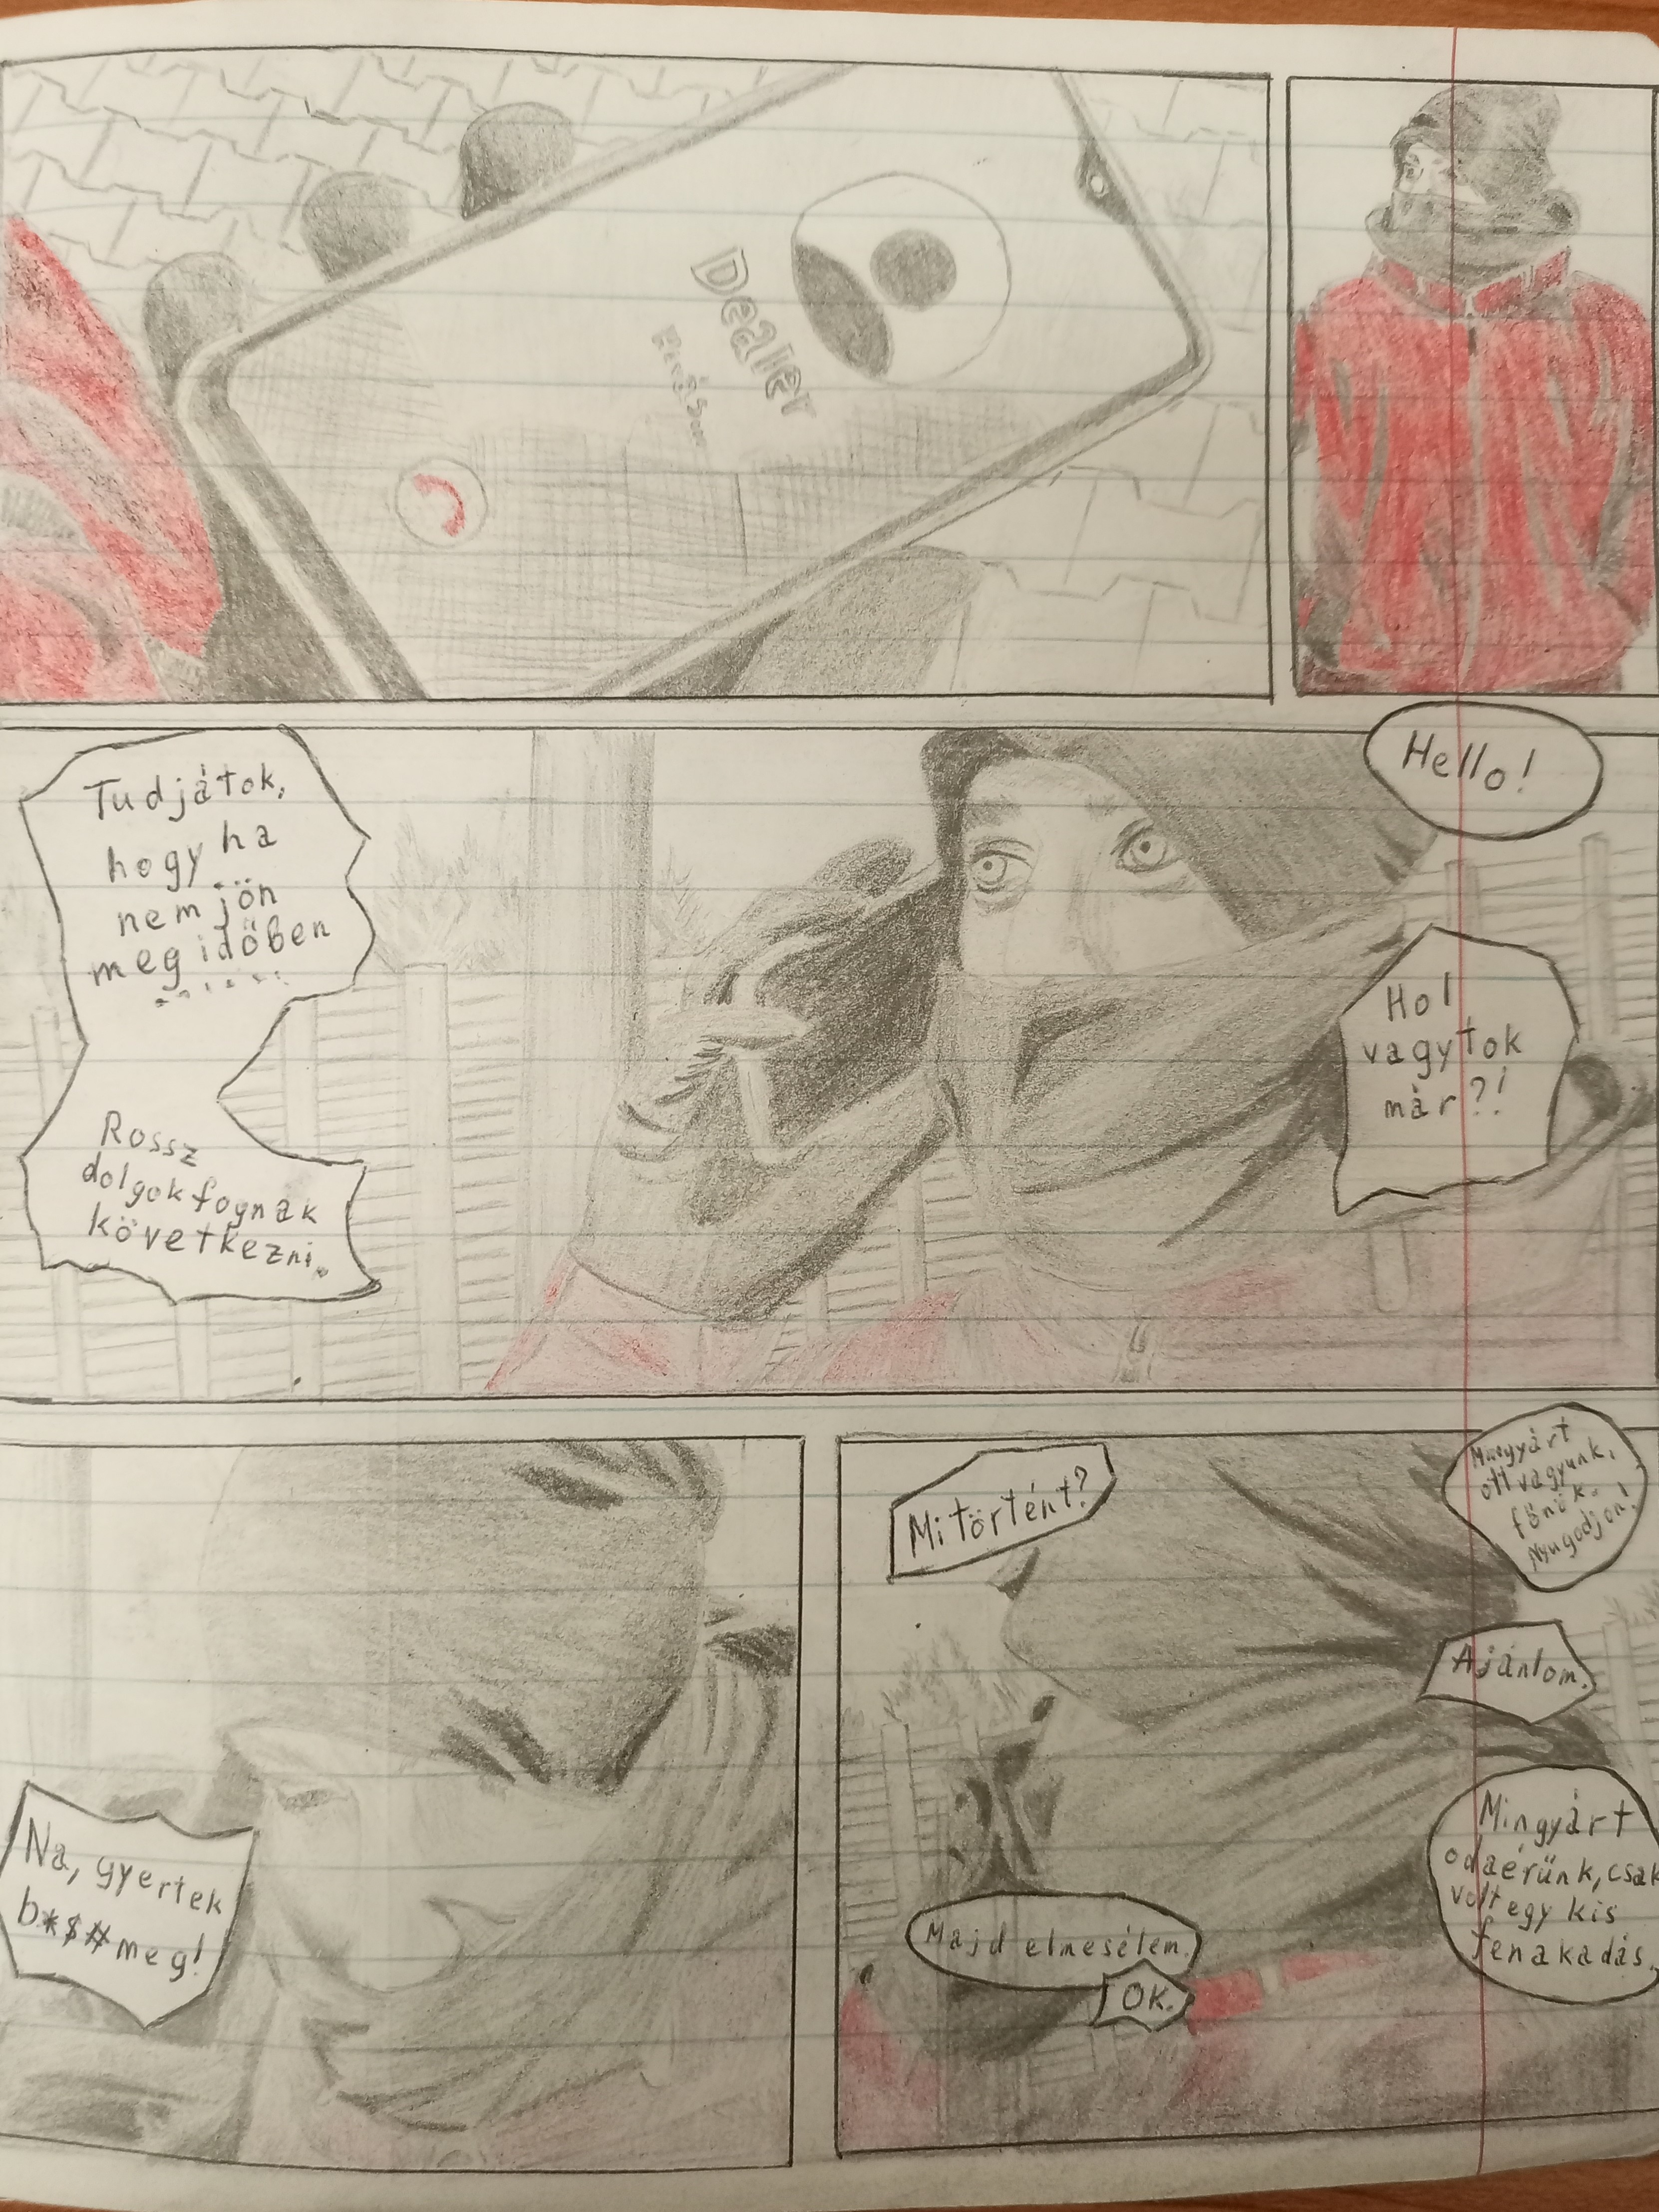 Dealer
Hello!
Tudjátok,
hogy ha
nem jön
meg időben
......
Rossz
dolgok fognak
következni.
Hol
vagytok
már?!
Na, gyertek
b*$#meg!
Mi történt?
Mingyárt
ott vagyunk,
főnök.
Nyugodjon!
Ajánlom.
Mingyárt
odaérünk, csak
volt egy kis
fenakadás.
Majd elmesélem.
OK.